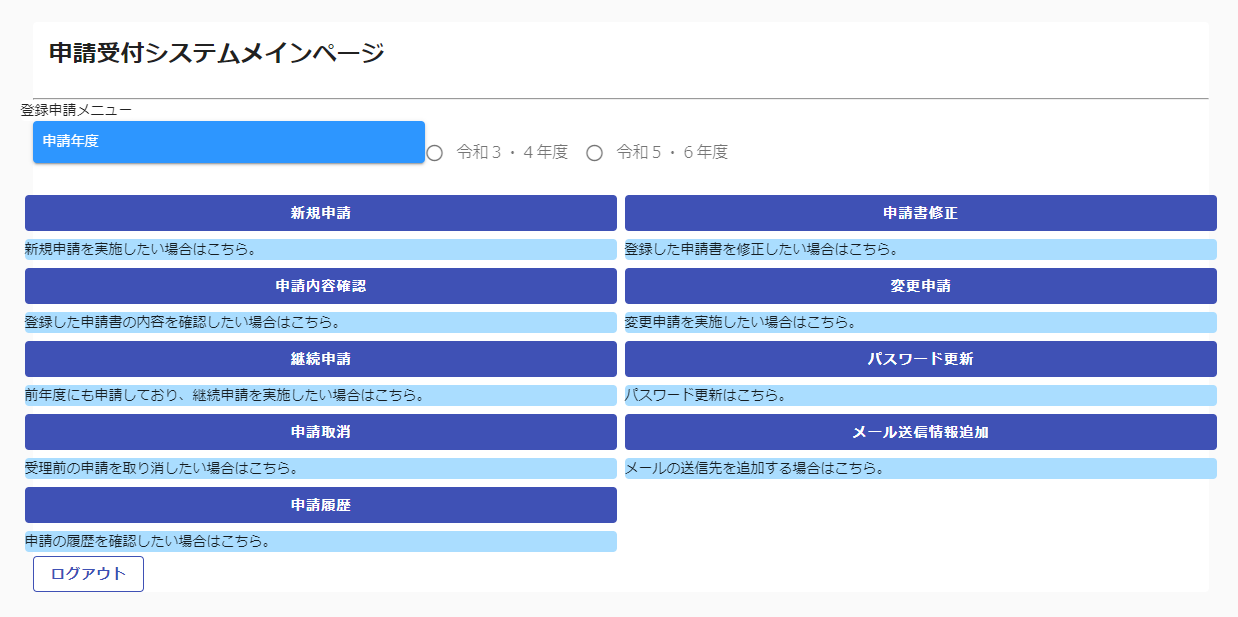 申請受付システムメインページ
登録申請メニュー
申請年度
令和３・４年度
令和５・６年度
新規申請
申請書修正
新規申請を実施したい場合はこちら。
登録した申請書を修正したい場合はこちら。
申請内容確認
変更申請
登録した申請書の内容を確認したい場合はこちら。
変更申請を実施したい場合はこちら。
継続申請
パスワード更新
前年度にも申請しており、継続申請を実施したい場合はこちら。
パスワード更新はこちら。
申請取消
メール送信情報追加
受理前の申請を取り消したい場合はこちら。
メールの送信先を追加する場合はこちら。
申請履歴
申請の履歴を確認したい場合はこちら。
ログアウト